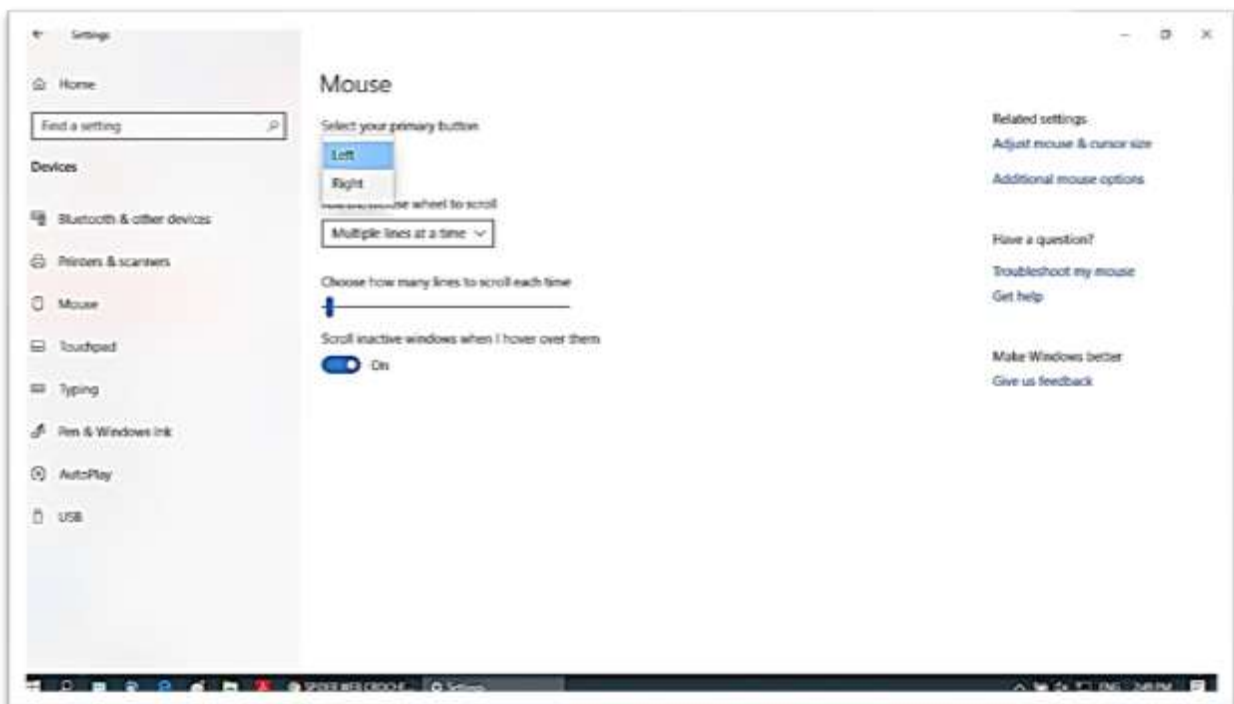 Settings
Home
Find a setting
Devices
Bluetooth & other devices
Printers & scanners
Mouse
Touchpad
Typing
Pen & Windows Ink
AutoPlay
USB
Mouse
Select your primary button
Left
Right
wheel to scroll
Multiple lines at a time
Choose how many lines to scroll each time
Scroll inactive windows when I hover over them
On
Related settings
Adjust mouse & cursor size
Additional mouse options
Have a question?
Troubleshoot my mouse
Get help
Make Windows better
Give us feedback
SPIDER WEB CROCHE...
Settings
ENG